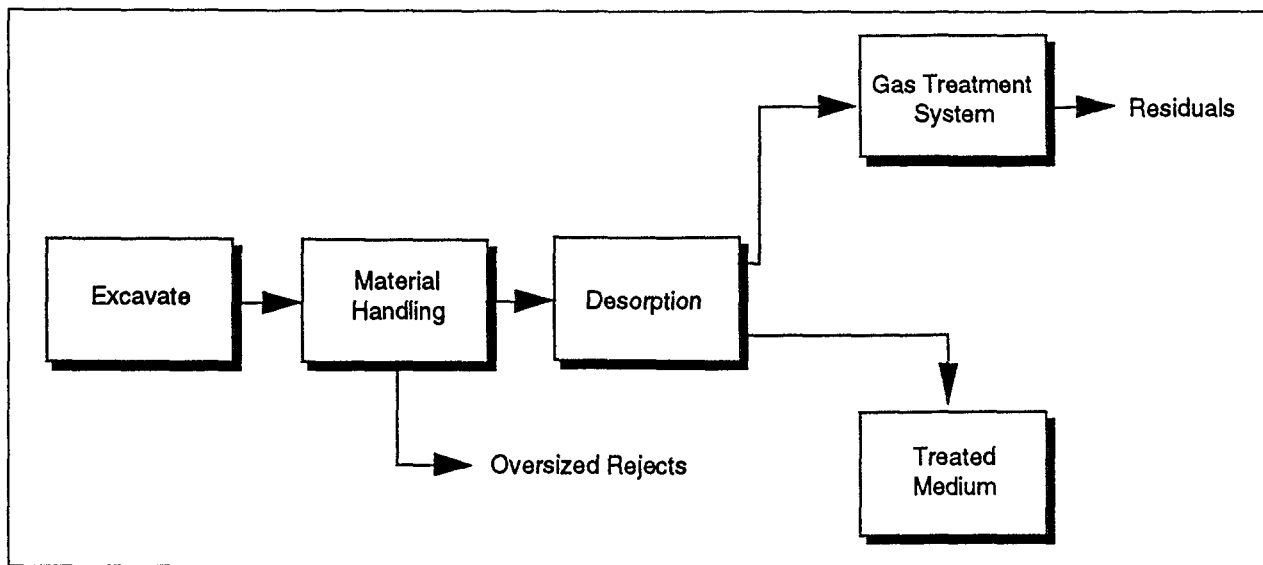 Gas Treatment
System
Residuals
Excavate
Material
Handling
Desorption
Oversized Rejects
Treated
Medium